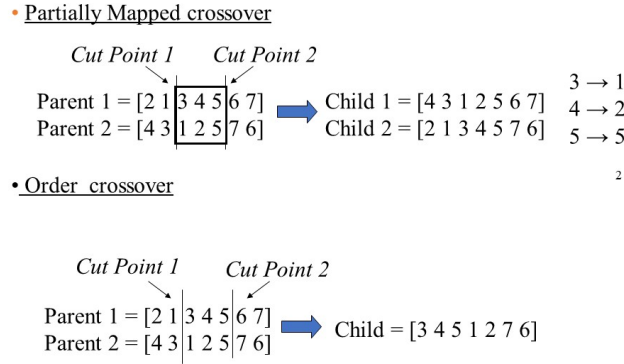 • Partially Mapped crossover
Cut Point 1 Cut Point 2
Parent 1 = [2 1 3 4 5 6 7] Child 1 = [4 3 1 2 5 6 7] 3 → 1
Parent 2 = [4 3 1 2 5 7 6] Child 2 = [2 1 3 4 5 7 6] 4 → 2
5 → 5
2
• Order crossover
Cut Point 1 Cut Point 2
Parent 1 = [2 1 3 4 5 6 7]
Parent 2 = [4 3 1 2 5 7 6] Child = [3 4 5 1 2 7 6]